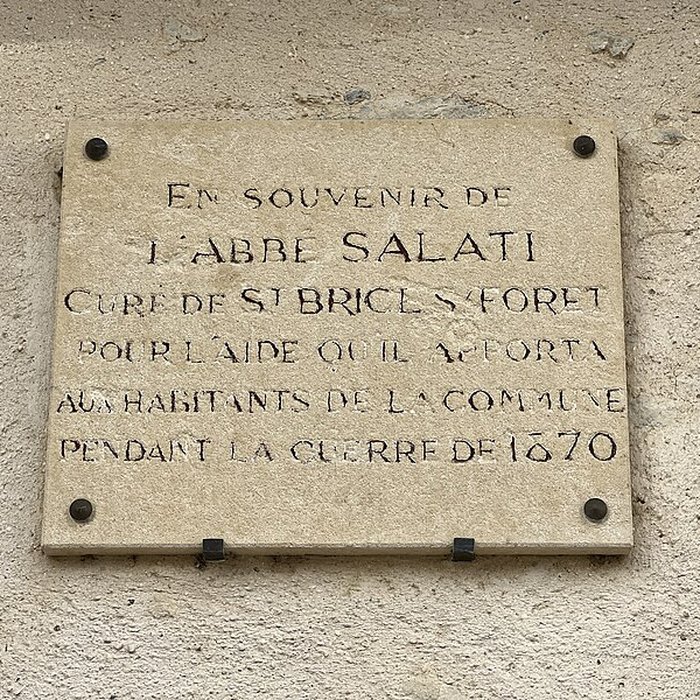 EN SOUVENIR DE
L'ABBE SALATI
CURE DE ST BRICE S/FORET
POUR L'AIDE QU'IL APPORTA
AUX HABITANTS DE LA COMMUNE
PENDANT LA GUERRE DE 1870